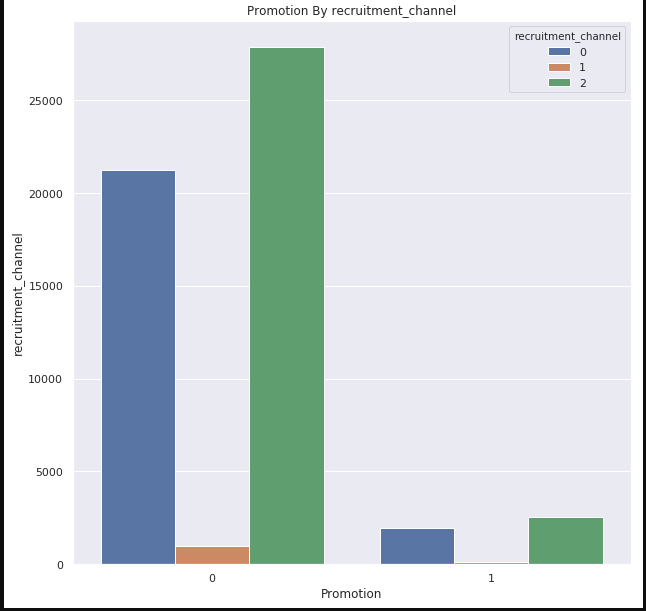 Promotion By recruitment_channel
recruitment_channel
0
1
2
25000
20000
15000
10000
5000
0
recruitment_channel
0
1
Promotion